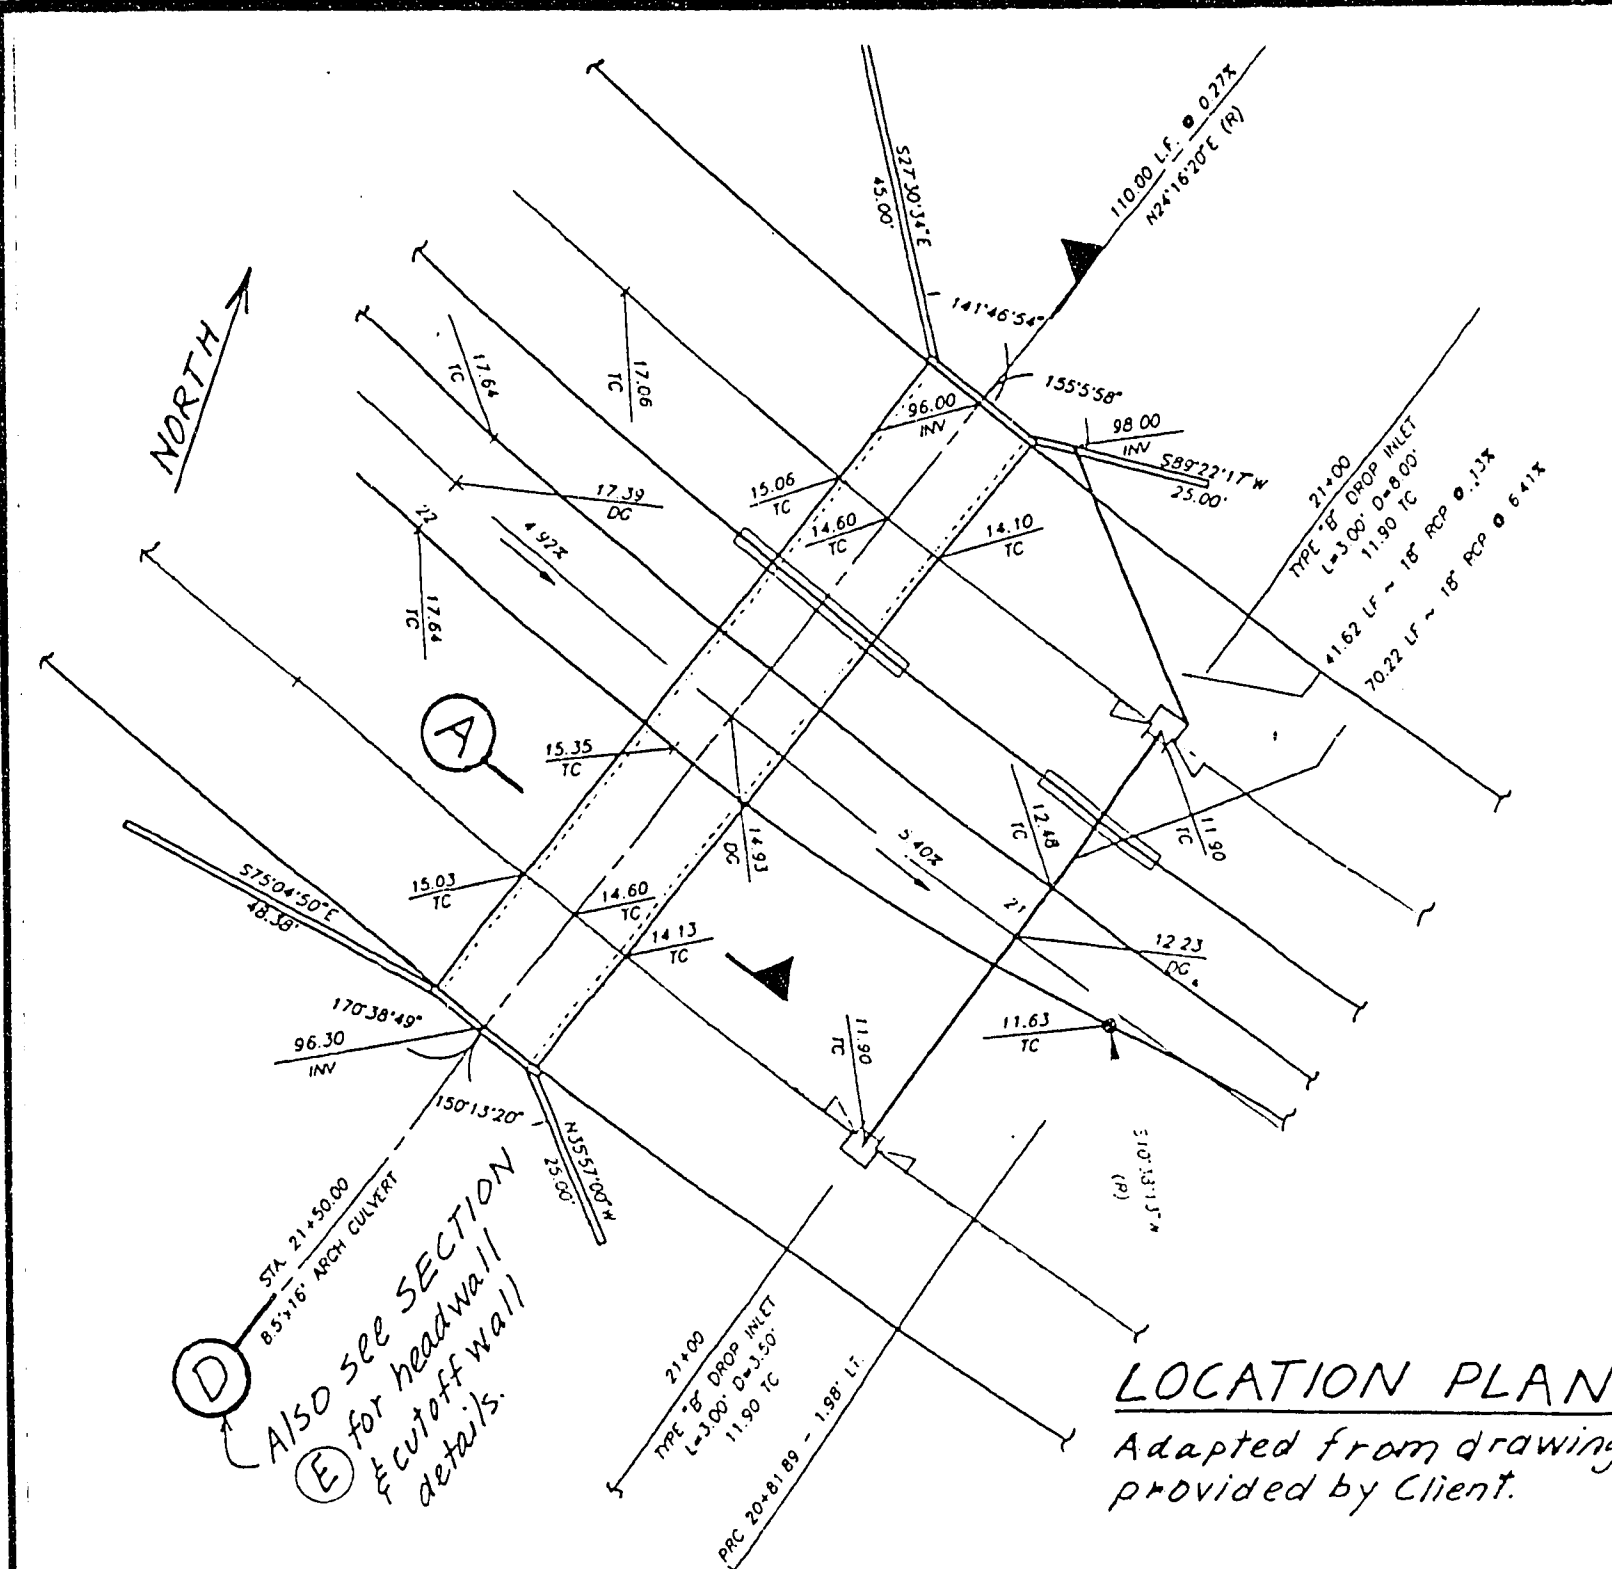 110.00 L.F. @ 0.27%
N24°16'20"E (R)
S27°30'34"E
45.00'
141°46'54"
155°5'58"
NORTH
17.64
TC
17.06
TC
96.00
INV
98.00
INV
S89°22'17"W
25.00'
17.39
DG
15.06
TC
14.60
TC
14.10
TC
22
4.92%
17.64
TC
21+00
TYPE "B" DROP INLET
L=3.00' D=8.00'
11.90 TC
41.62 LF ~ 18" RCP @ .13%
70.22 LF ~ 18" RCP @ 6.41%
A
15.35
TC
14.93
DG
12.48
TC
11.90
TC
5.40%
S75°04'50"E
48.38'
15.03
TC
14.60
TC
14.13
TC
21
12.23
DG
170°38'49"
96.30
INV
11.90
TC
11.63
TC
150°13'20"
N35°57'00"W
25.00'
(R)
STA. 21+50.00
8.5'x16' ARCH CULVERT
D
Also see SECTION
E for headwall
& cutoff wall
details.
21+00
TYPE "B" DROP INLET
L=3.00' D=3.50'
11.90 TC
PRC 20+81.89 - 1.98' LT.
LOCATION PLAN
Adapted from drawing
provided by Client.